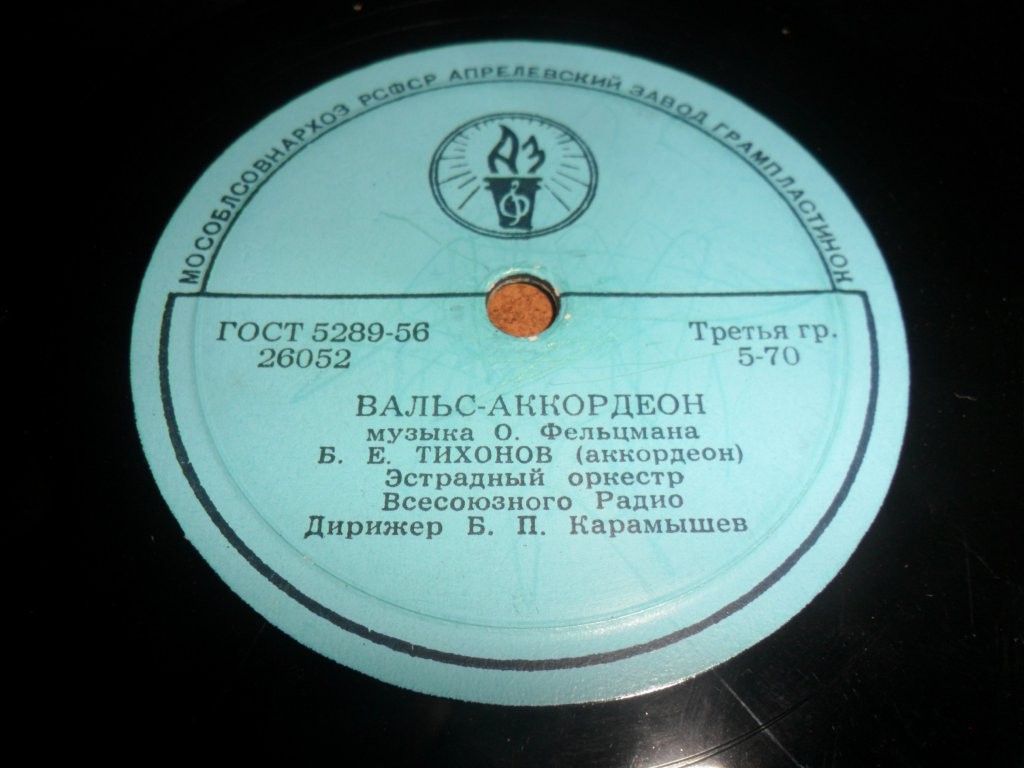 МОСОБЛСОВНАРХОЗ РСФСР АПРЕЛЕВСКИЙ ЗАВОД ГРАМПЛАСТИНОК
АЗ
ГОСТ 5289-56
26052
Третья гр.
5-70
ВАЛЬС-АККОРДЕОН
музыка О. Фельцмана
Б. Е. ТИХОНОВ (аккордеон)
Эстрадный оркестр
Всесоюзного Радио
Дирижер Б. П. Карамышев